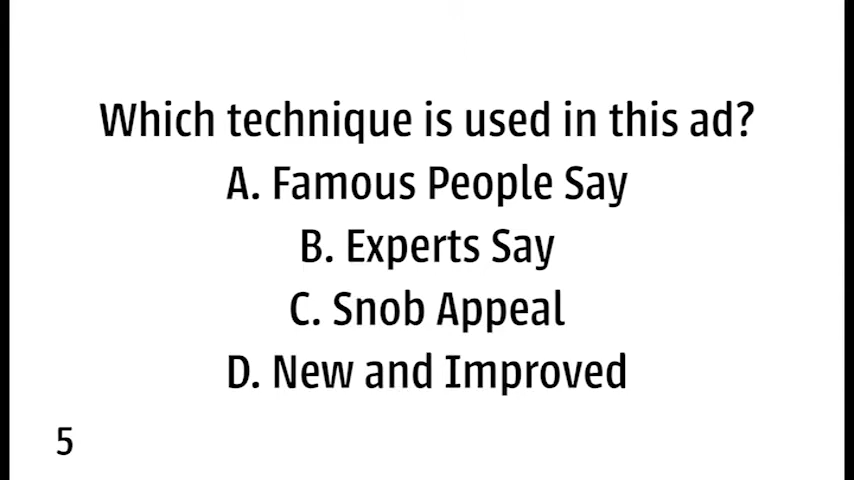 Which technique is used in this ad?
A. Famous People Say
B. Experts Say
C. Snob Appeal
D. New and Improved
5